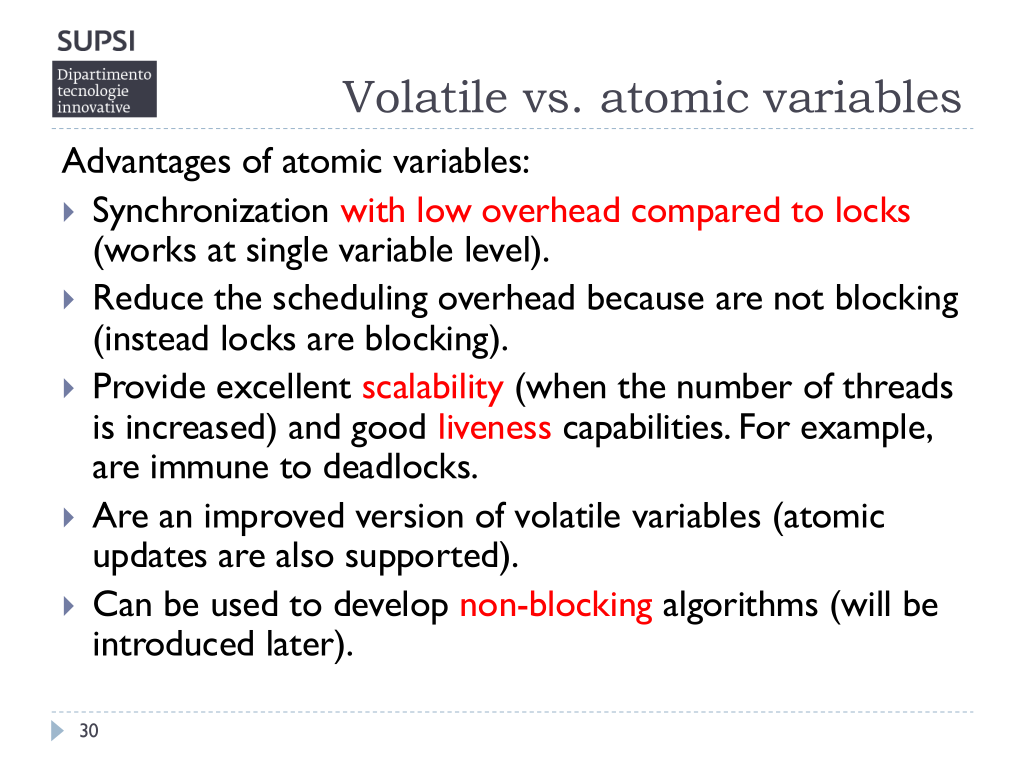 SUPSI
Dipartimento
tecnologie
innovative
Volatile vs. atomic variables
Advantages of atomic variables:
Synchronization with low overhead compared to locks
(works at single variable level).
Reduce the scheduling overhead because are not blocking
(instead locks are blocking).
Provide excellent scalability (when the number of threads
is increased) and good liveness capabilities. For example,
are immune to deadlocks.
Are an improved version of volatile variables (atomic
updates are also supported).
Can be used to develop non-blocking algorithms (will be
introduced later).
30